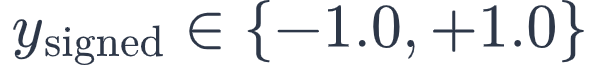 y_signed ∈ {−1.0, +1.0}